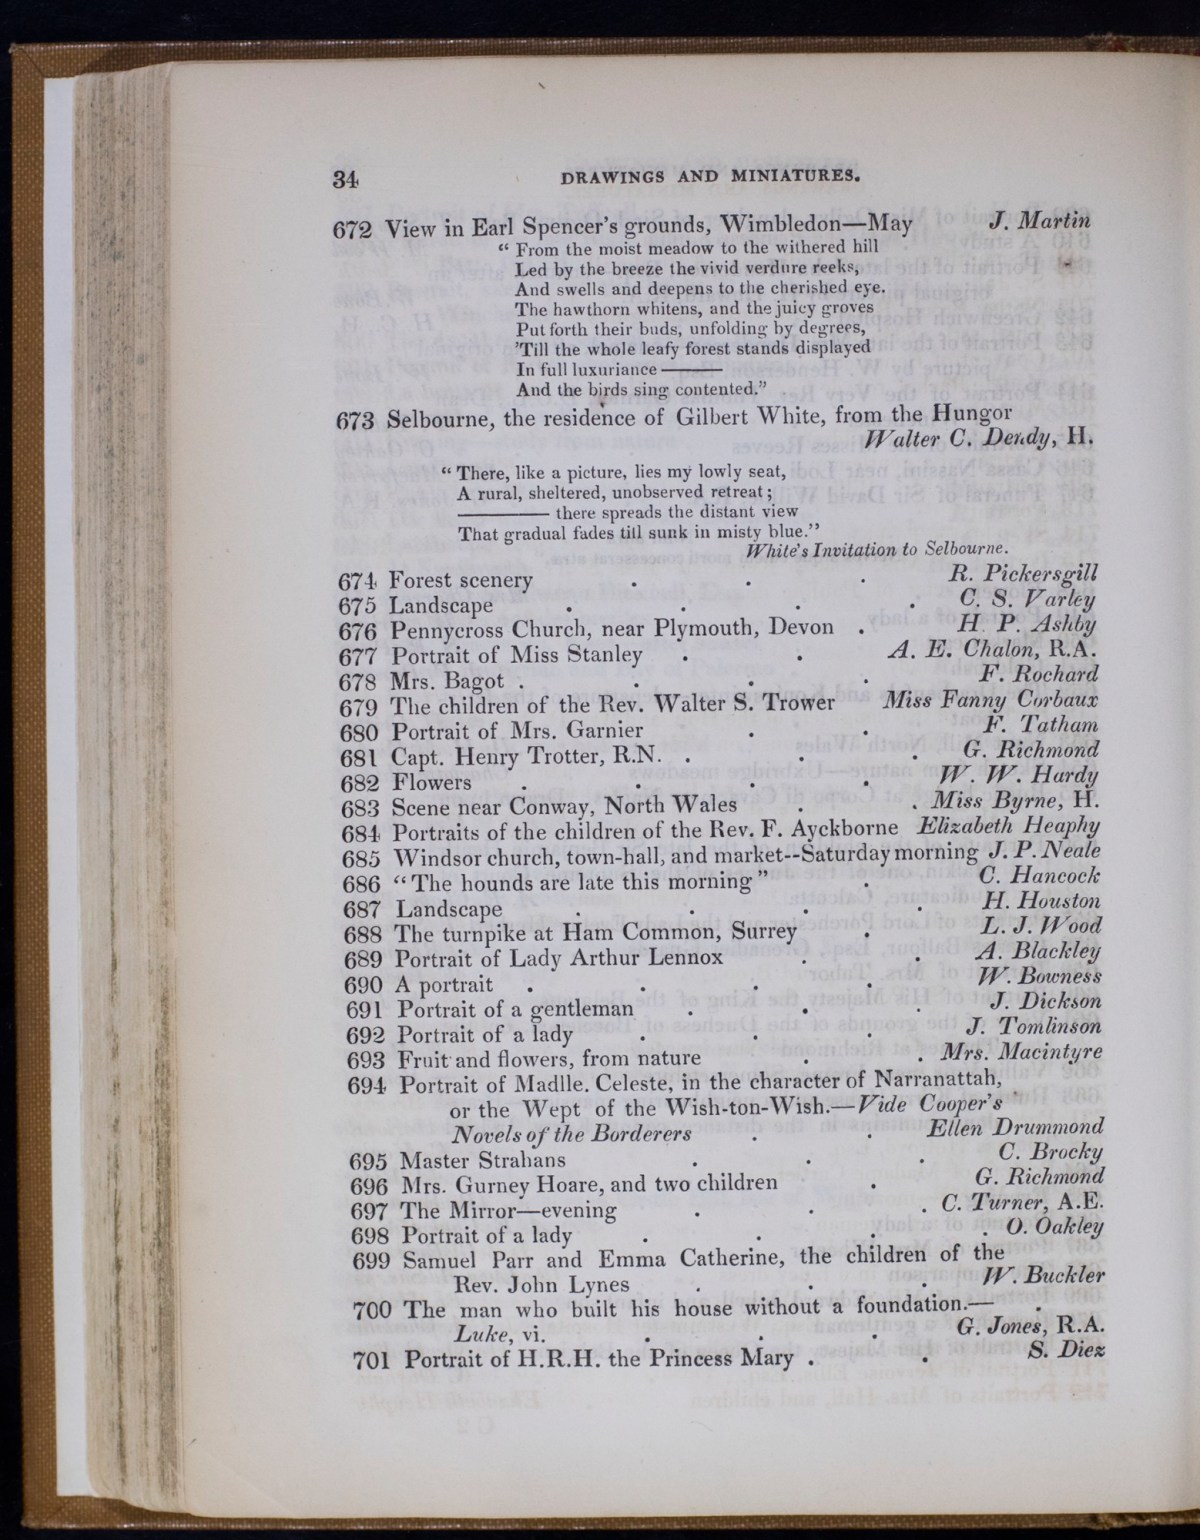 34 DRAWINGS AND MINIATURES.
672 View in Earl Spencer's grounds, Wimbledon—May J. Martin
“ From the moist meadow to the withered hill
Led by the breeze the vivid verdure reeks,
And swells and deepens to the cherished eye.
The hawthorn whitens, and the juicy groves
Put forth their buds, unfolding by degrees,
'Till the whole leafy forest stands displayed
In full luxuriance ———
And the birds sing contented.”
673 Selbourne, the residence of Gilbert White, from the Hungor
Walter C. Dendy, H.
“ There, like a picture, lies my lowly seat,
A rural, sheltered, unobserved retreat ;
——— there spreads the distant view
That gradual fades till sunk in misty blue.”
White's Invitation to Selbourne.
674 Forest scenery . . . R. Pickersgill
675 Landscape . . . . C. S. Varley
676 Pennycross Church, near Plymouth, Devon . H. P. Ashby
677 Portrait of Miss Stanley . . A. E. Chalon, R.A.
678 Mrs. Bagot . . . . F. Rochard
679 The children of the Rev. Walter S. Trower Miss Fanny Corbaux
680 Portrait of Mrs. Garnier . . F. Tatham
681 Capt. Henry Trotter, R.N. . . . G. Richmond
682 Flowers . . . . W. W. Hardy
683 Scene near Conway, North Wales . . Miss Byrne, H.
684 Portraits of the children of the Rev. F. Ayckborne Elizabeth Heaphy
685 Windsor church, town-hall, and market--Saturday morning J. P. Neale
686 “ The hounds are late this morning ” . C. Hancock
687 Landscape . . . . H. Houston
688 The turnpike at Ham Common, Surrey . L. J. Wood
689 Portrait of Lady Arthur Lennox . . A. Blackley
690 A portrait . . . . W. Bowness
691 Portrait of a gentleman . . . J. Dickson
692 Portrait of a lady . . . J. Tomlinson
693 Fruit and flowers, from nature . . Mrs. Macintyre
694 Portrait of Madlle. Celeste, in the character of Narranattah,
or the Wept of the Wish-ton-Wish.—Vide Cooper's
Novels of the Borderers . . Ellen Drummond
695 Master Strahans . . . C. Brocky
696 Mrs. Gurney Hoare, and two children . G. Richmond
697 The Mirror—evening . . . C. Turner, A.E.
698 Portrait of a lady . . . . O. Oakley
699 Samuel Parr and Emma Catherine, the children of the
Rev. John Lynes . . . W. Buckler
700 The man who built his house without a foundation.— .
Luke, vi. . . . G. Jones, R.A.
701 Portrait of H.R.H. the Princess Mary . . S. Diez